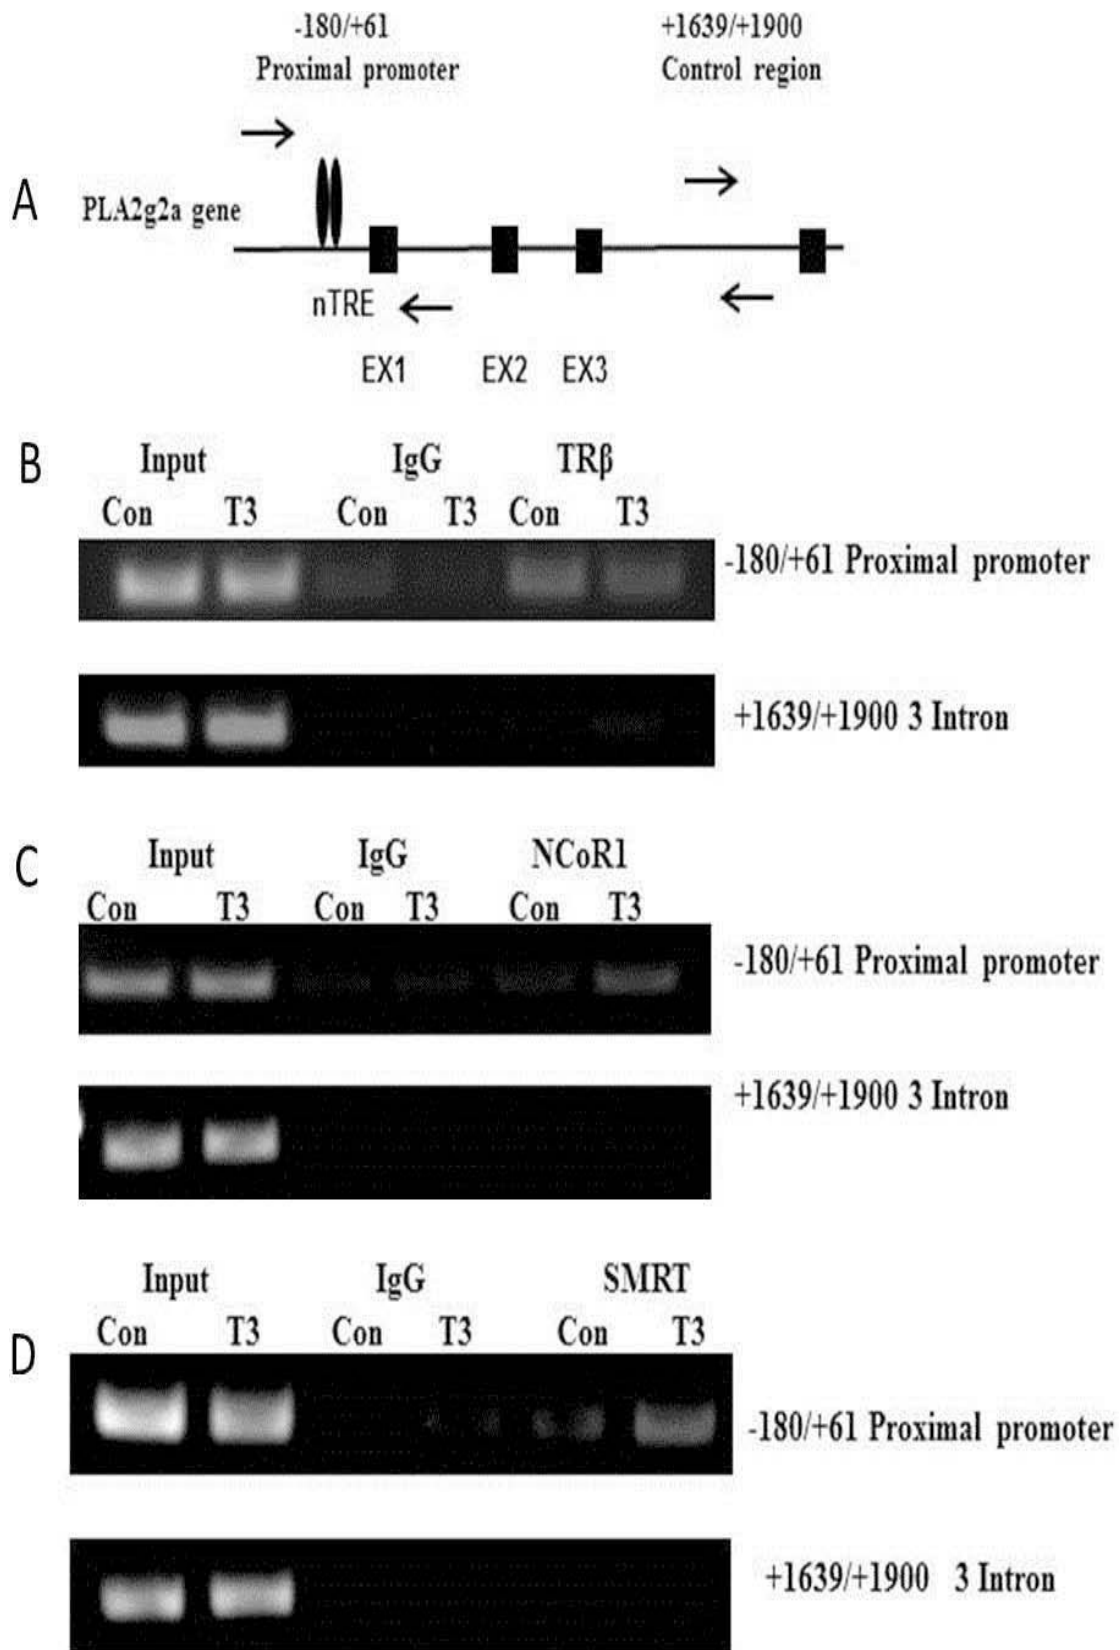 -180/+61
Proximal promoter
+1639/+1900
Control region
A
PLA2g2a gene
nTRE
EX1 EX2 EX3
B
Input IgG TRβ
Con T3 Con T3 Con T3
-180/+61 Proximal promoter
+1639/+1900 3 Intron
C
Input IgG NCoR1
Con T3 Con T3 Con T3
-180/+61 Proximal promoter
+1639/+1900 3 Intron
D
Input IgG SMRT
Con T3 Con T3 Con T3
-180/+61 Proximal promoter
+1639/+1900 3 Intron